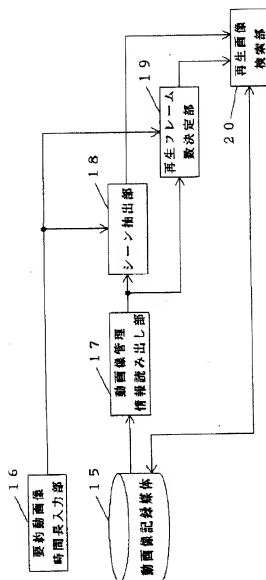 16
要約動画像
時間長入力部
15
動画像記録媒体
17
動画像管理
情報読み出し部
18
シーン抽出部
19
再生フレーム
数決定部
再生画像
検索部
20